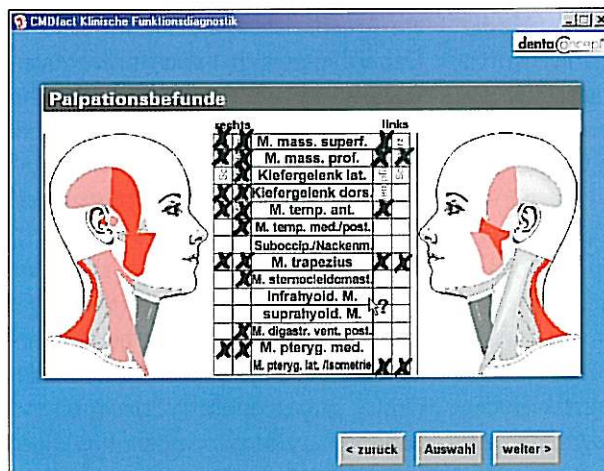 CMDfact Klinische Funktionsdiagnostik
dentaConcept
Palpationsbefunde
rechts
links
M. mass. superf.
M. mass. prof.
Kiefergelenk lat.
Kiefergelenk dors.
M. temp. ant.
M. temp. med./post.
Suboccip./Nackenm.
M. trapezius
M. sternocleidomast.
Infrahyoid. M.
suprahyoid. M.
?
M. digastr. vent. post.
M. pteryg. med.
M. pteryg. lat. /Isometrie
< zurück
Auswahl
weiter >